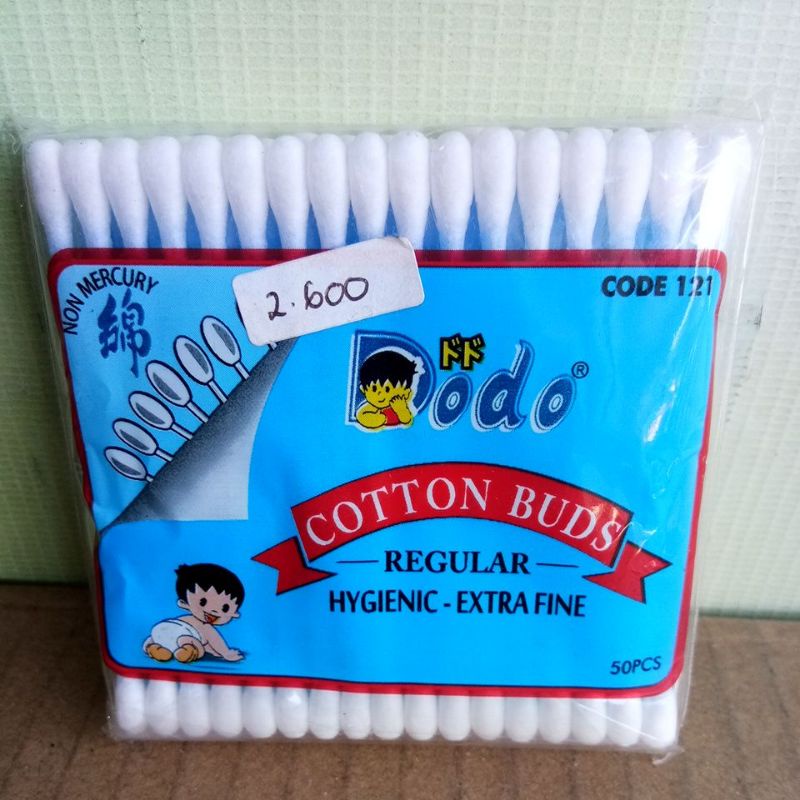 NON MERCURY
綿
2.600
CODE 121
ドド
Dodo®
COTTON BUDS
REGULAR
HYGIENIC - EXTRA FINE
50PCS